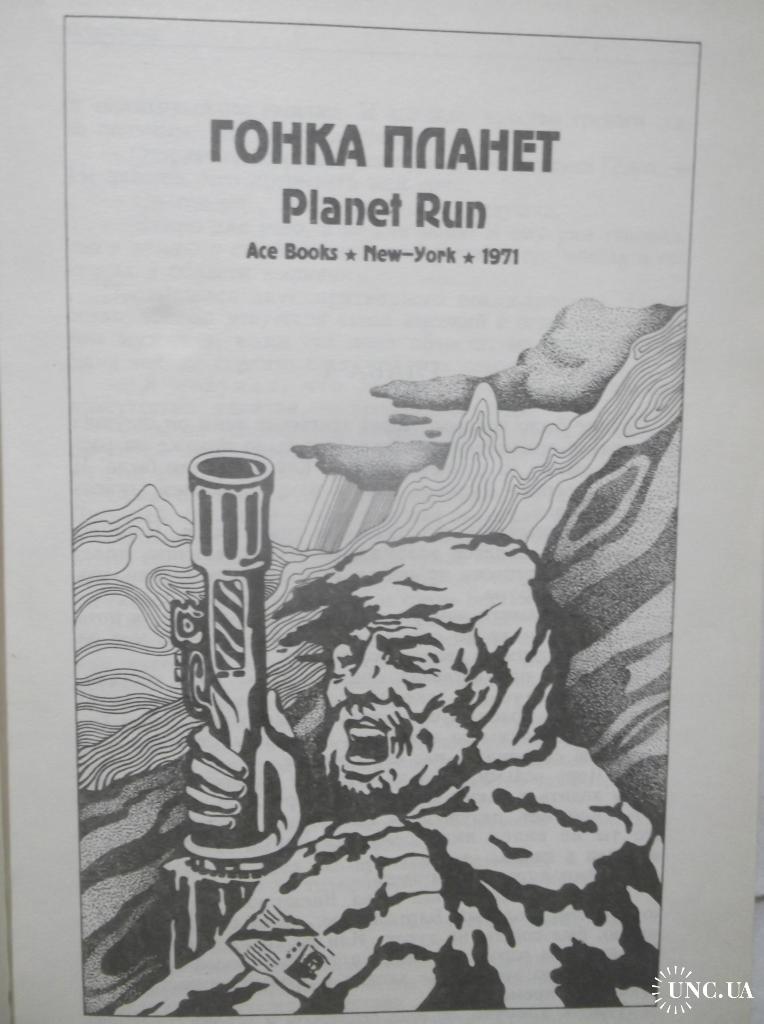 ГОНКА ПЛАНЕТ
Planet Run
Ace Books ★ New-York ★ 1971
UNC.UA